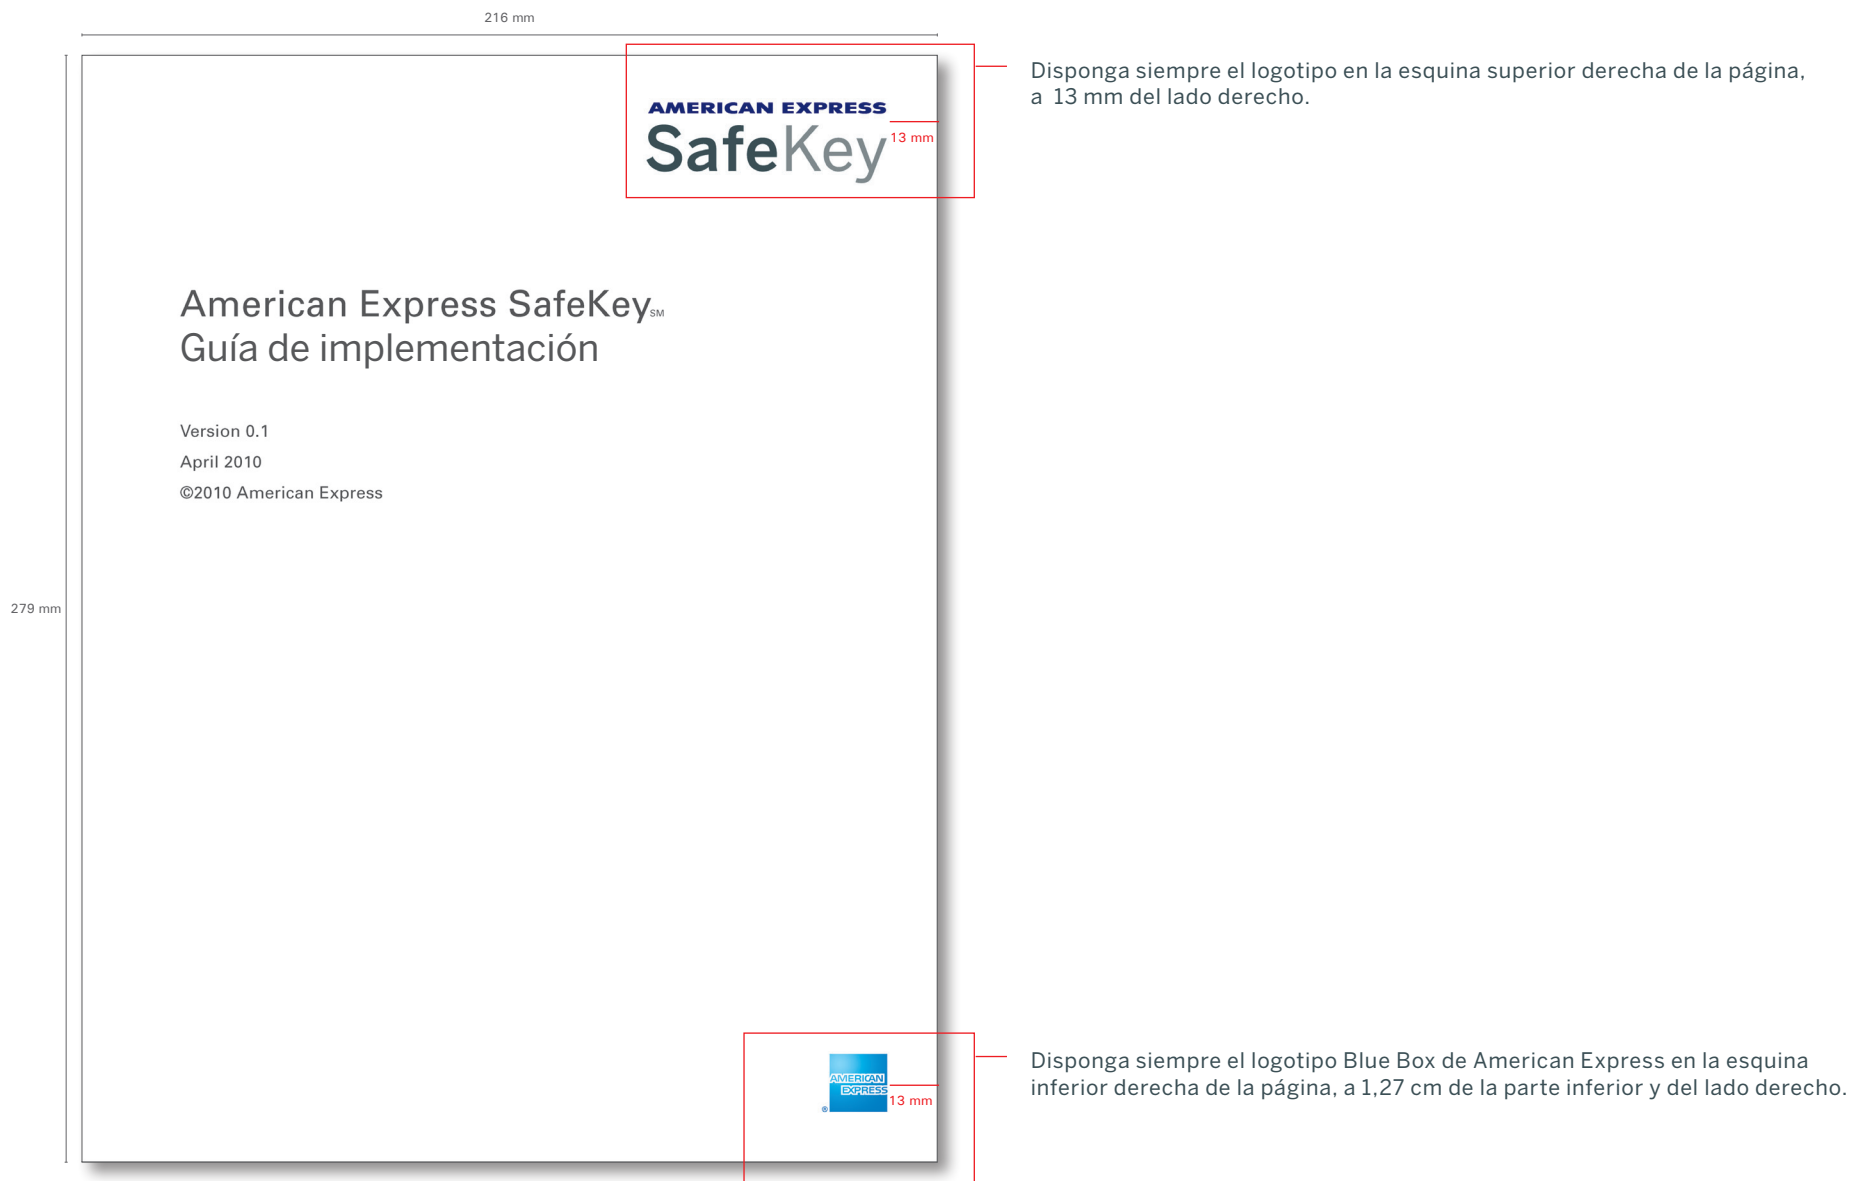 216 mm
Disponga siempre el logotipo en la esquina superior derecha de la página,
a 13 mm del lado derecho.
AMERICAN EXPRESS
SafeKey
13 mm
American Express SafeKey℠
Guía de implementación
Version 0.1
April 2010
©2010 American Express
279 mm
Disponga siempre el logotipo Blue Box de American Express en la esquina
inferior derecha de la página, a 1,27 cm de la parte inferior y del lado derecho.
AMERICAN
EXPRESS
®
13 mm